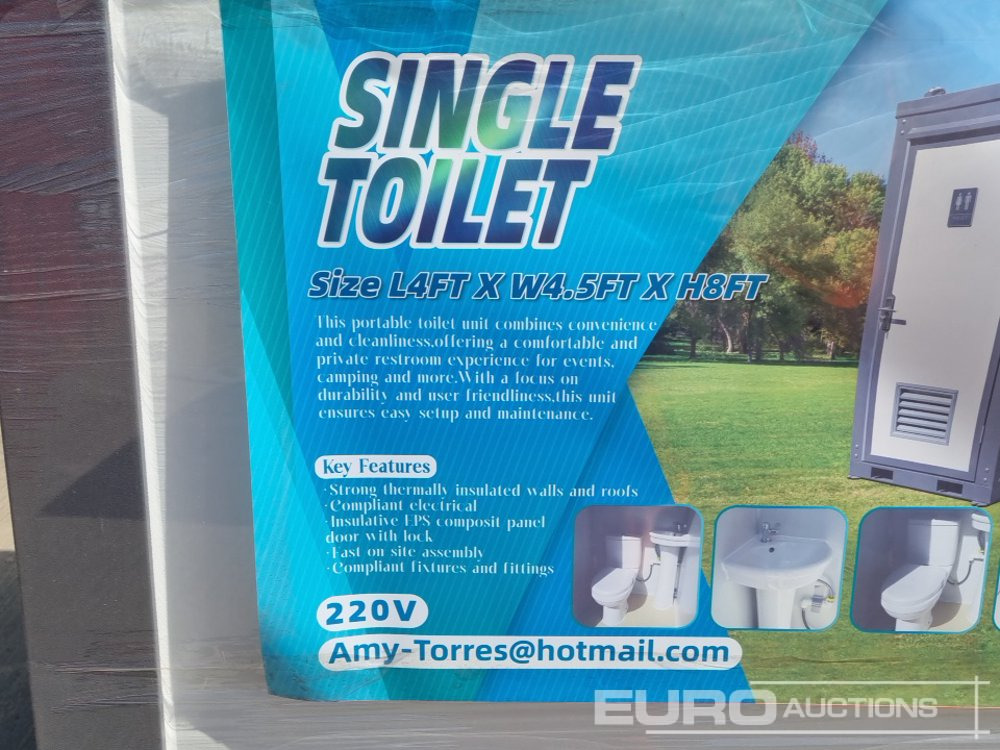 SINGLE
TOILET
Size L4FT X W4.5FT X H8FT
This portable toilet unit combines convenience
and cleanliness,offering a comfortable and
private restroom experience for events,
camping and more.With a focus on
durability and user friendliness,this unit
ensures easy setup and maintenance.
Key Features
·Strong thermally insulated walls and roofs
·Compliant electrical
·Insulative EPS composit panel
door with lock
·Fast on site assembly
·Compliant fixtures and fittings
220V
Amy-Torres@hotmail.com
EURO AUCTIONS